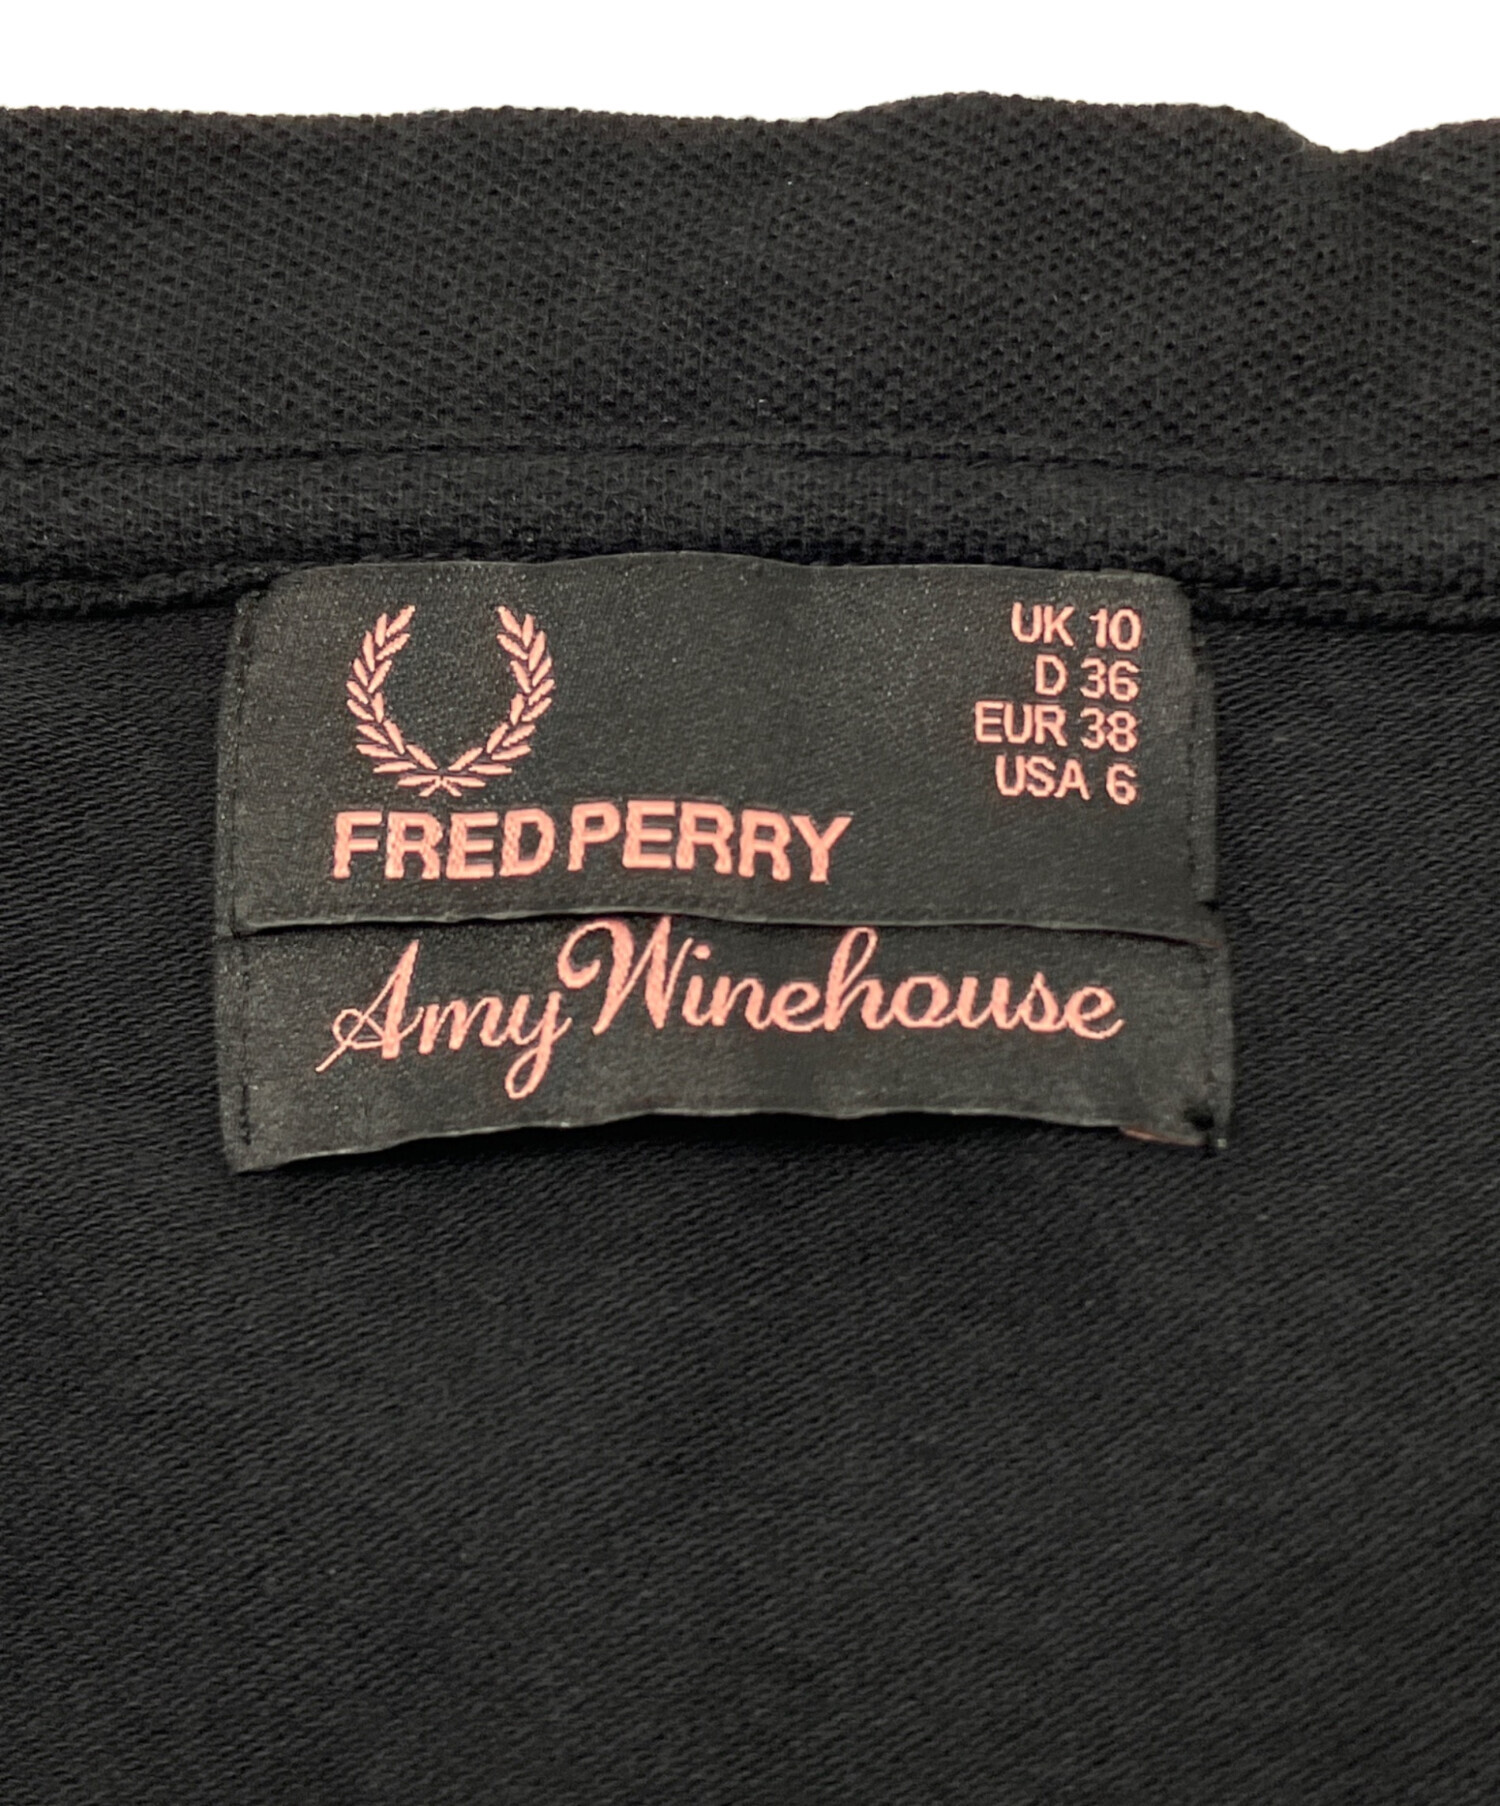 UK 10
D 36
EUR 38
USA 6
FRED PERRY
Amy Winehouse